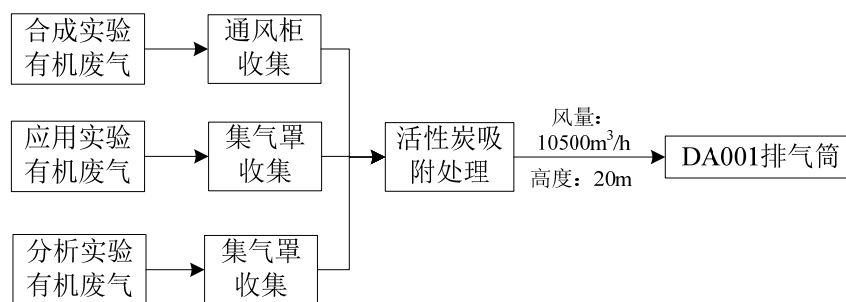 合成实验
有机废气
通风柜
收集
应用实验
有机废气
集气罩
收集
分析实验
有机废气
集气罩
收集
活性炭吸
附处理
风量：
10500m³/h
高度：20m
DA001排气筒